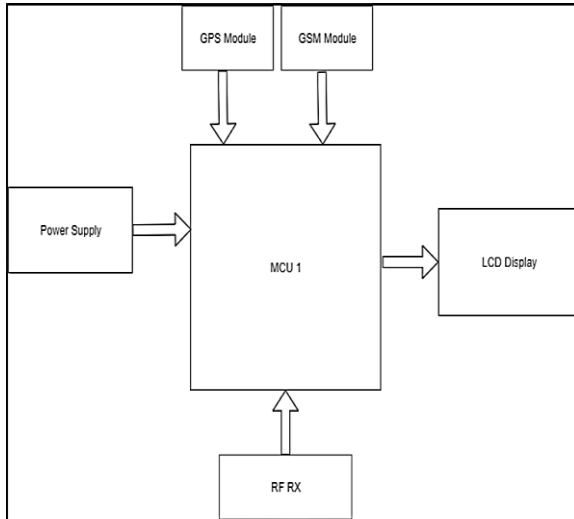 GPS Module
GSM Module
Power Supply
MCU 1
LCD Display
RF RX